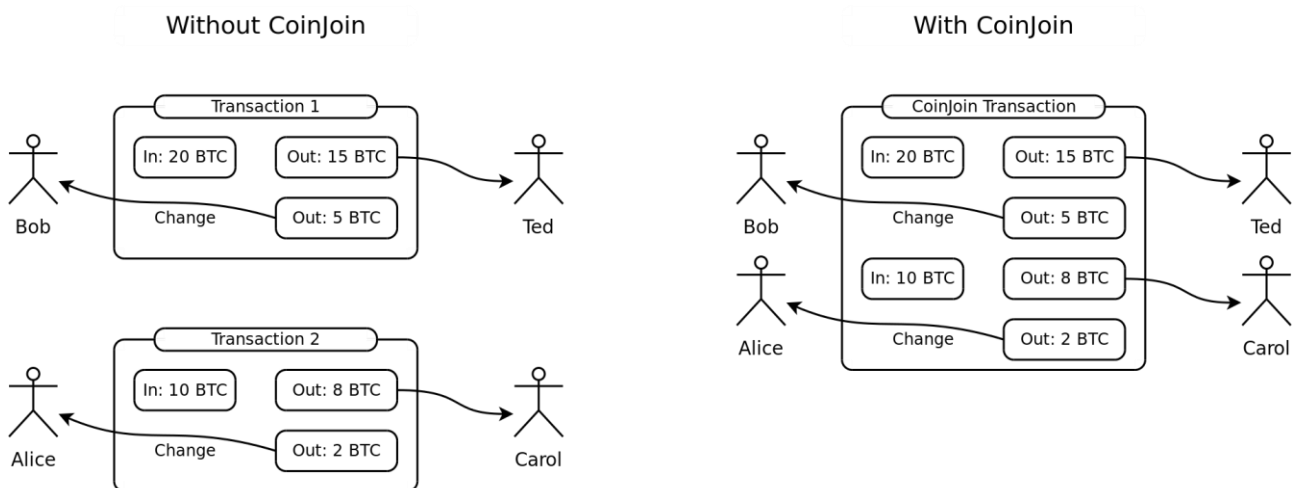 Without CoinJoin
Transaction 1
In: 20 BTC
Out: 15 BTC
Change
Out: 5 BTC
Bob
Ted
Transaction 2
In: 10 BTC
Out: 8 BTC
Change
Out: 2 BTC
Alice
Carol
With CoinJoin
CoinJoin Transaction
In: 20 BTC
Out: 15 BTC
Change
Out: 5 BTC
Bob
Ted
In: 10 BTC
Out: 8 BTC
Change
Out: 2 BTC
Alice
Carol